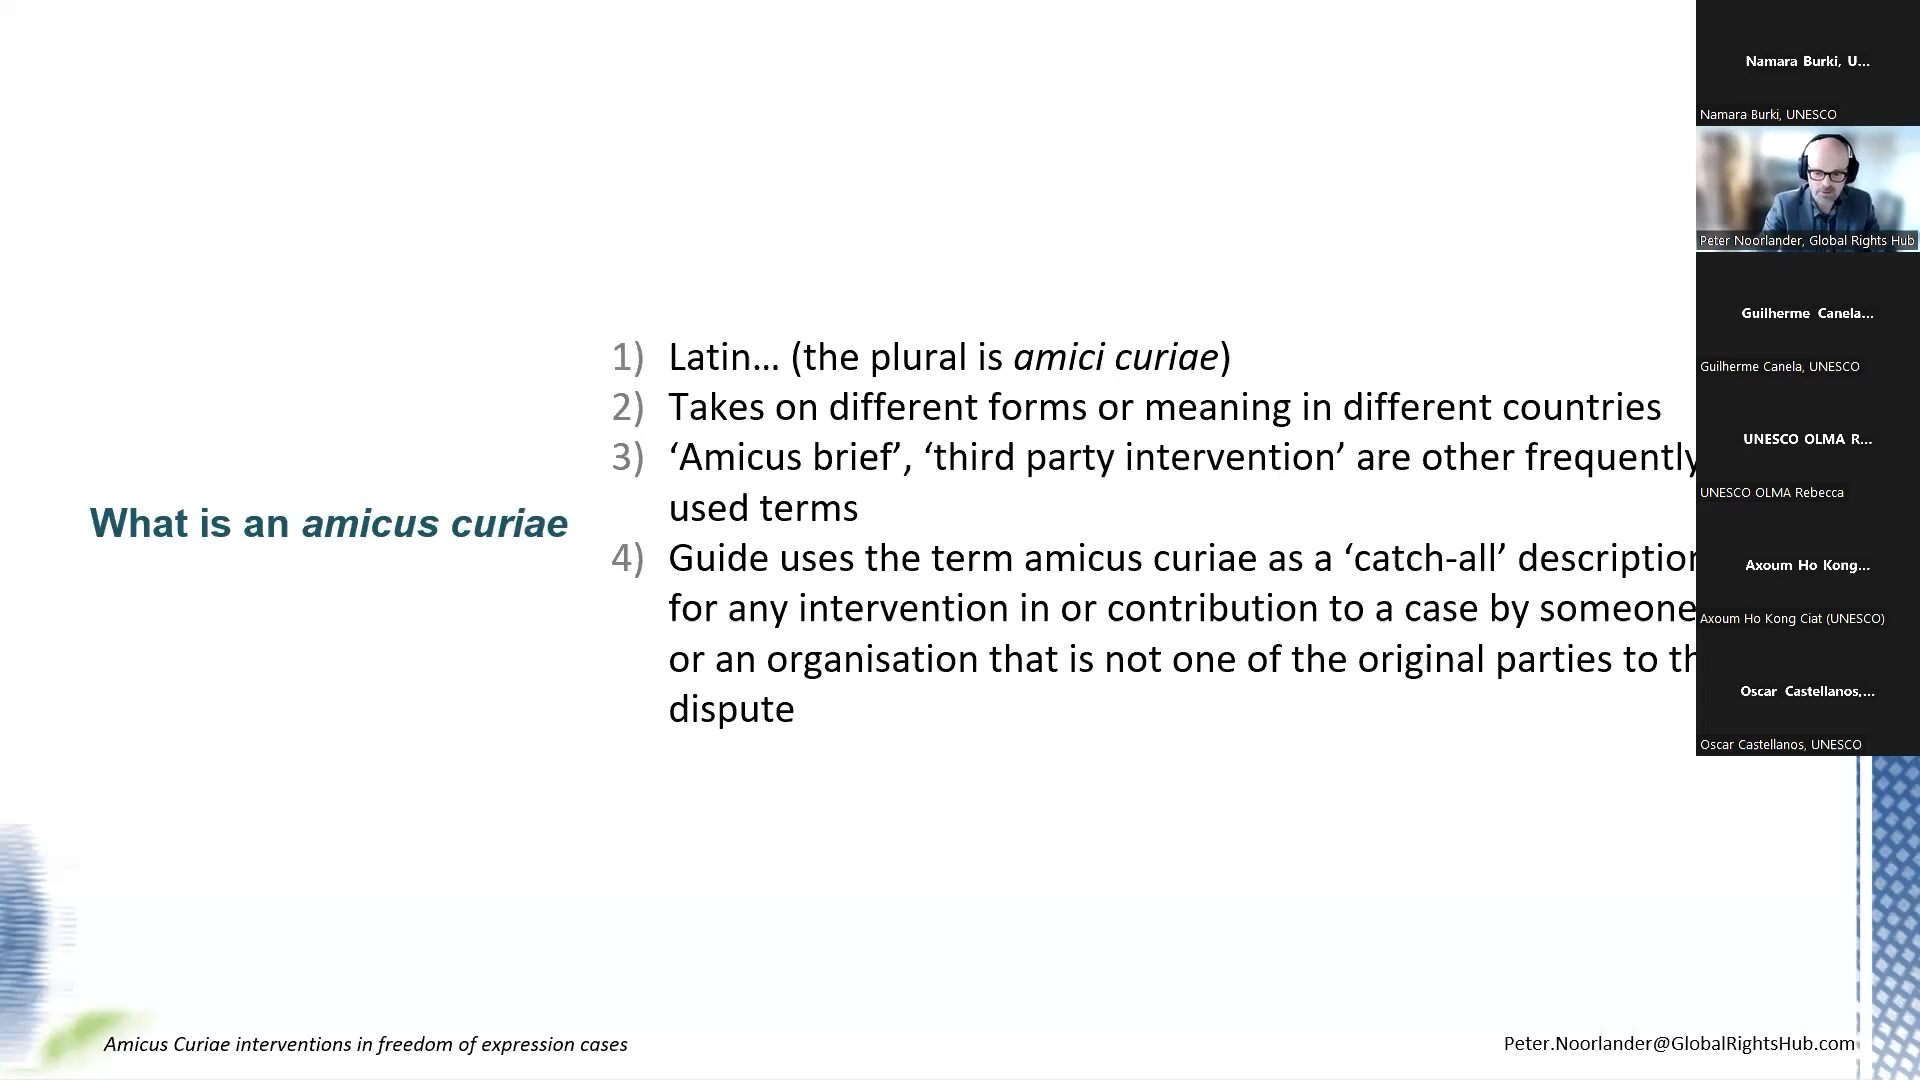 What is an amicus curiae
1) Latin… (the plural is amici curiae)
2) Takes on different forms or meaning in different countries
3) ‘Amicus brief’, ‘third party intervention’ are other frequently
used terms
4) Guide uses the term amicus curiae as a ‘catch-all’ description
for any intervention in or contribution to a case by someone
or an organisation that is not one of the original parties to th
dispute
Amicus Curiae interventions in freedom of expression cases
Peter.Noorlander@GlobalRightsHub.com
Namara Burki, U...
Namara Burki, UNESCO
Peter Noorlander, Global Rights Hub
Guilherme Canela...
Guilherme Canela, UNESCO
UNESCO OLMA R...
UNESCO OLMA Rebecca
Axoum Ho Kong...
Axoum Ho Kong Ciat (UNESCO)
Oscar Castellanos,...
Oscar Castellanos, UNESCO